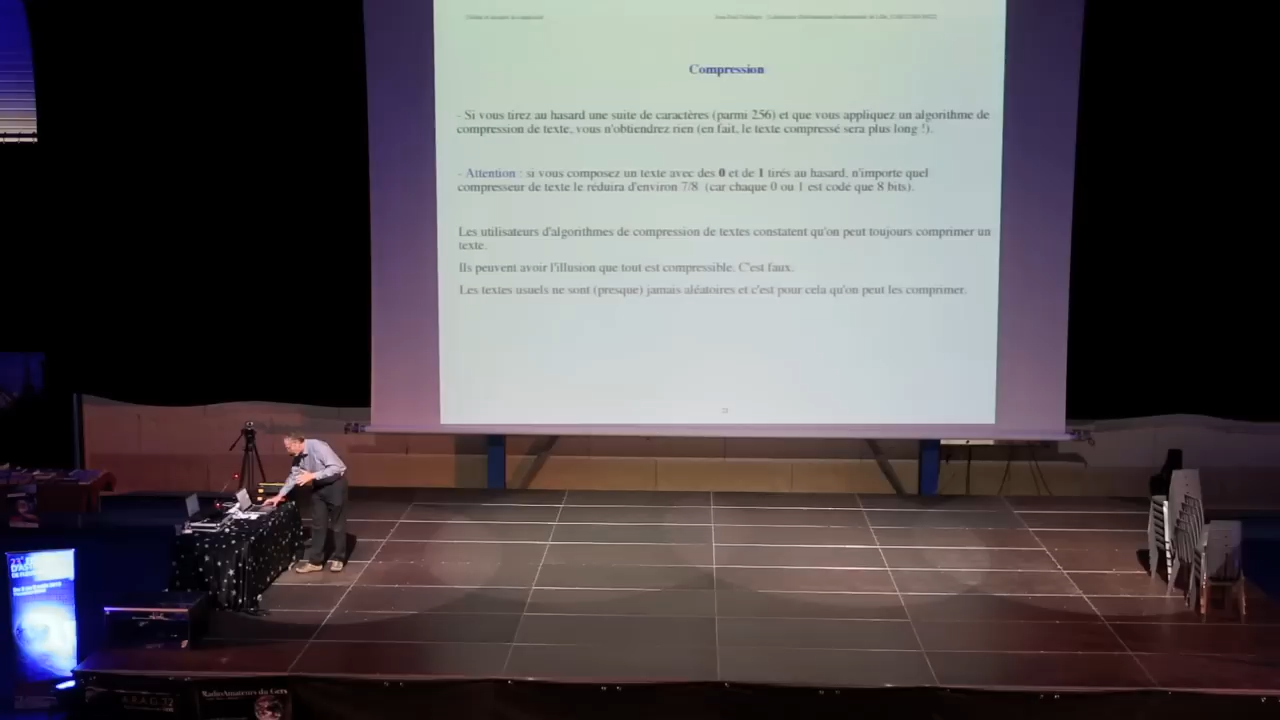 Compression
- Si vous tirez au hasard une suite de caractères (parmi 256) et que vous appliquez un algorithme de
compression de texte, vous n'obtiendrez rien (en fait, le texte compressé sera plus long !).
- Attention : si vous composez un texte avec des 0 et de 1 tirés au hasard, n'importe quel
compresseur de texte le réduira d'environ 7/8 (car chaque 0 ou 1 est codé que 8 bits).
Les utilisateurs d'algorithmes de compression de textes constatent qu'on peut toujours comprimer un
texte.
Ils peuvent avoir l'illusion que tout est compressible. C'est faux.
Les textes usuels ne sont (presque) jamais aléatoires et c'est pour cela qu'on peut les comprimer.
RadioAmateurs du Gers